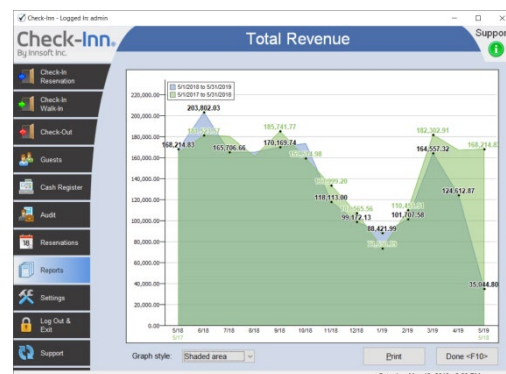 Check-Inn - Logged In: admin
Check-Inn.
By Innsoft Inc.
Total Revenue
Support
Check-In
Reservation
Check-In
Walk-In
Check-Out
Guests
Cash Register
Audit
18
Reservations
Reports
Settings
Log Out &
Exit
Support
5/1/2018 to 5/31/2019
5/1/2017 to 5/31/2018
220,000.00
200,000.00
180,000.00
160,000.00
140,000.00
120,000.00
100,000.00
80,000.00
60,000.00
40,000.00
20,000.00
0.00
203,802.83
168,214.83
165,706.66
185,741.77
170,169.74
118,113.00
99,172.13
88,421.99
101,707.58
182,302.91
164,557.32
124,612.87
35,044.80
5/18 6/18 7/18 8/18 9/18 10/18 11/18 12/18 1/19 2/19 3/19 4/19 5/19
5/17 5/18
Graph style: Shaded area
Print
Done <F10>